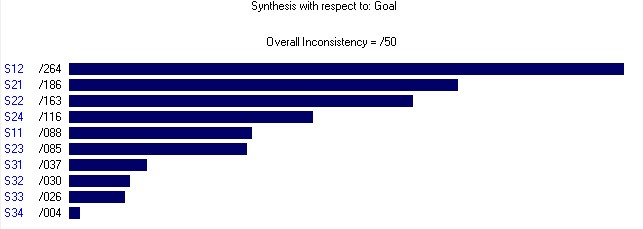 Synthesis with respect to: Goal
Overall Inconsistency = /50
S12 /264
S21 /186
S22 /163
S24 /116
S11 /088
S23 /085
S31 /037
S32 /030
S33 /026
S34 /004